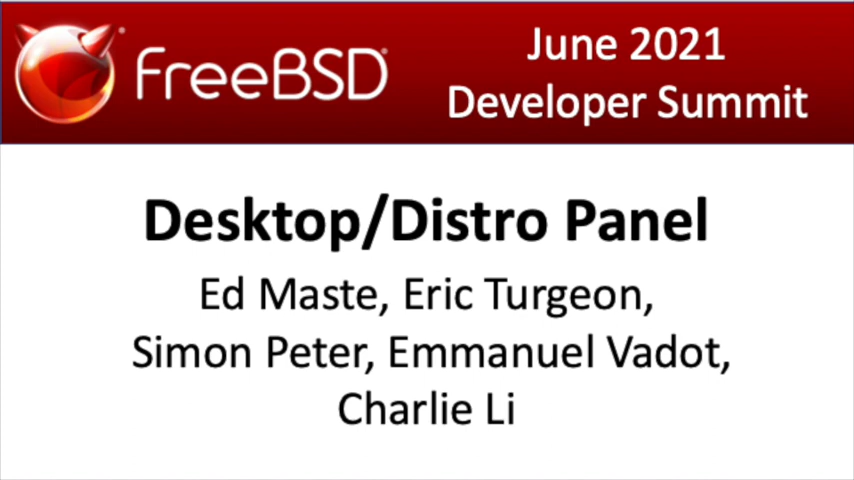 FreeBSD
June 2021
Developer Summit
Desktop/Distro Panel
Ed Maste, Eric Turgeon,
Simon Peter, Emmanuel Vadot,
Charlie Li